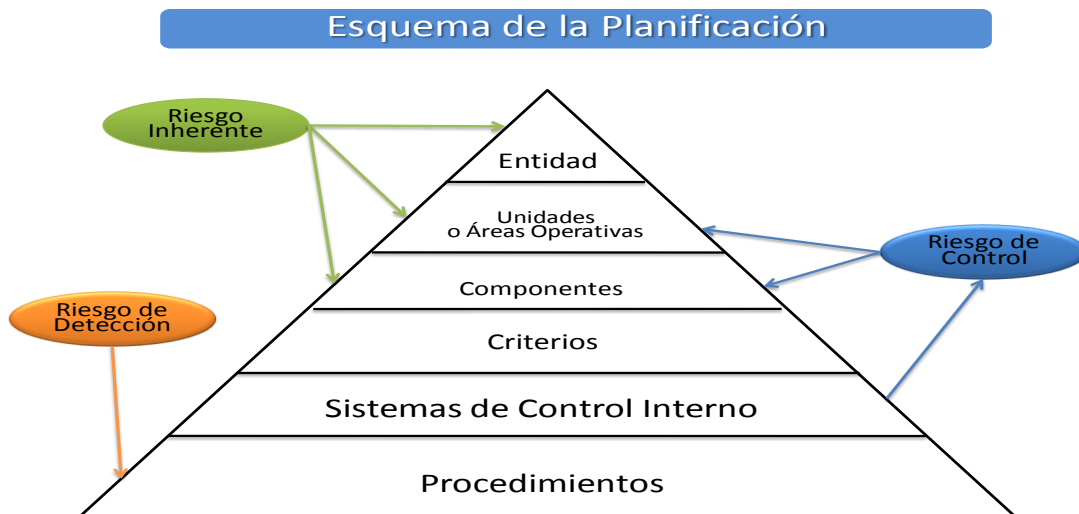 Esquema de la Planificación
Riesgo
Inherente
Entidad
Unidades
o Áreas Operativas
Riesgo de
Control
Componentes
Riesgo de
Detección
Criterios
Sistemas de Control Interno
Procedimientos